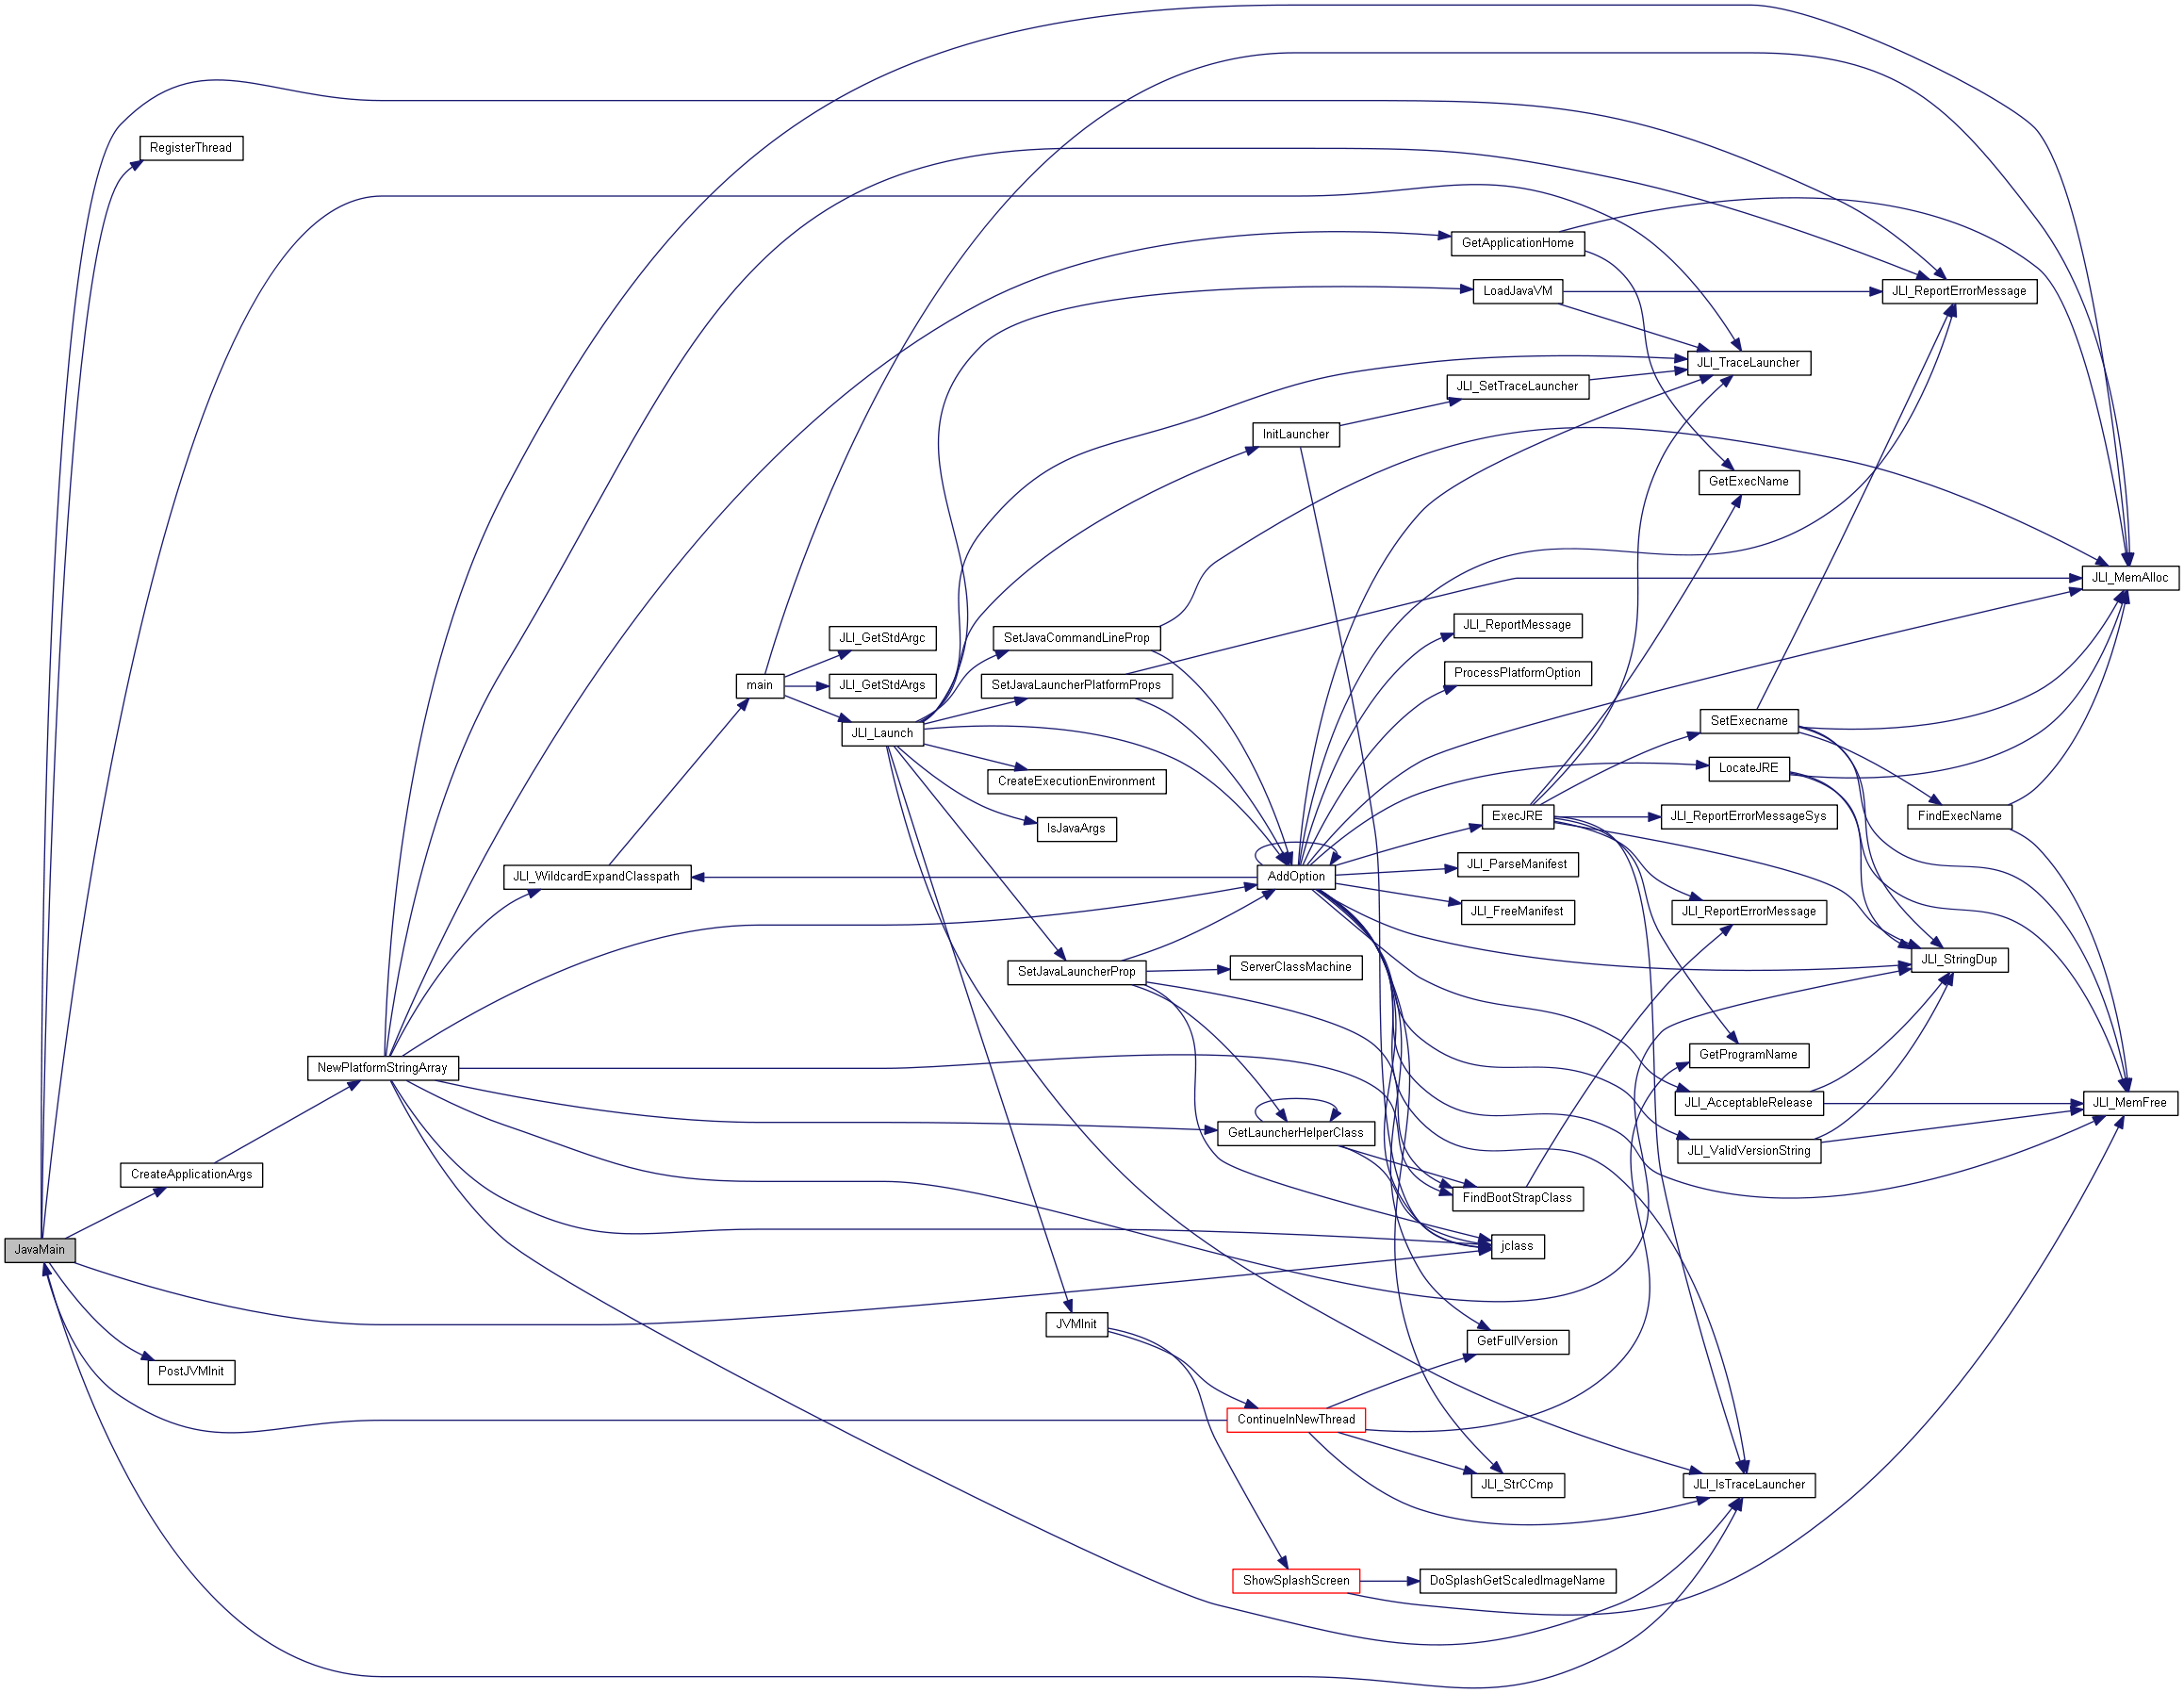 RegisterThread
GetApplicationHome
LoadJavaVM
JLI_ReportErrorMessage
JLI_TraceLauncher
JLI_SetTraceLauncher
InitLauncher
GetExecName
JLI_MemAlloc
JLI_ReportMessage
JLI_GetStdArgc
SetJavaCommandLineProp
ProcessPlatformOption
main
JLI_GetStdArgs
SetJavaLauncherPlatformProps
SetExecname
JLI_Launch
LocateJRE
CreateExecutionEnvironment
ExecJRE
JLI_ReportErrorMessageSys
FindExecName
IsJavaArgs
JLI_ParseManifest
JLI_WildcardExpandClasspath
AddOption
JLI_FreeManifest
JLI_ReportErrorMessage
JLI_StringDup
SetJavaLauncherProp
ServerClassMachine
GetProgramName
NewPlatformStringArray
JLI_AcceptableRelease
JLI_MemFree
GetLauncherHelperClass
JLI_ValidVersionString
CreateApplicationArgs
FindBootStrapClass
JavaMain
jclass
JVMInit
GetFullVersion
PostJVMInit
ContinueInNewThread
JLI_StrCCmp
JLI_IsTraceLauncher
ShowSplashScreen
DoSplashGetScaledImageName